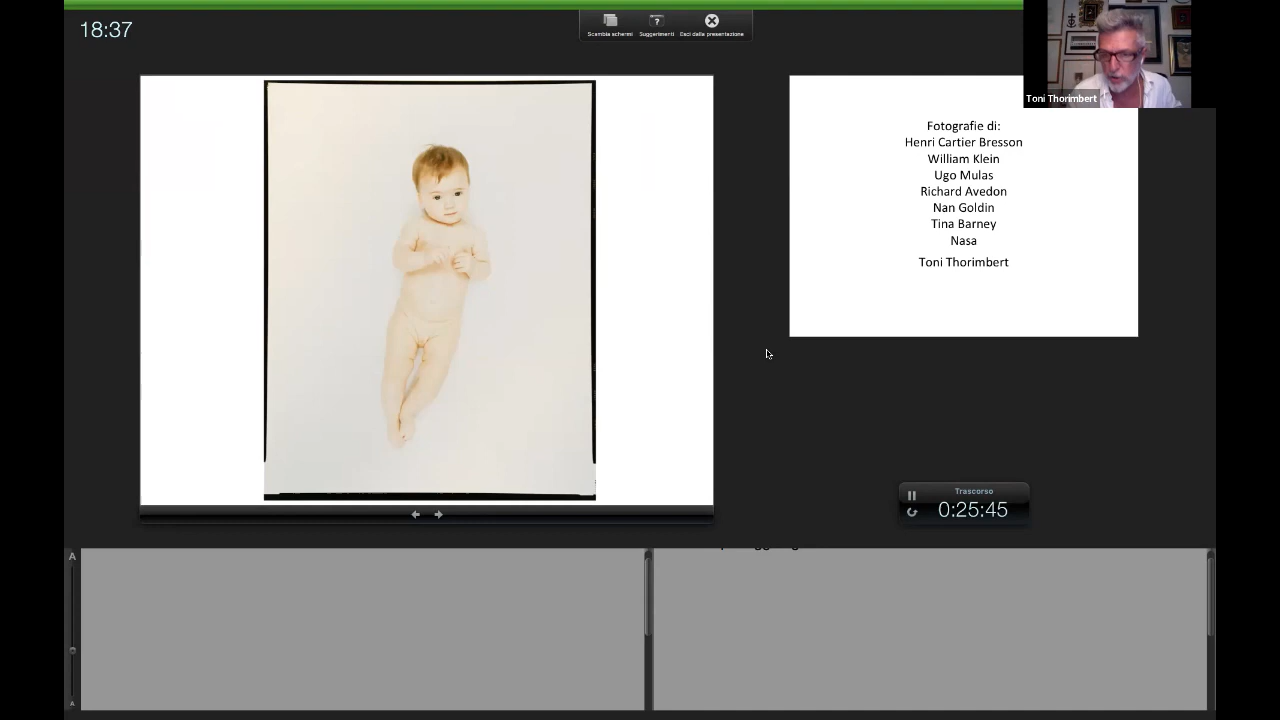 18:37
Scambia schermi
?
Suggerimenti
Esci dalla presentazione
Toni Thorimbert
Fotografie di:
Henri Cartier Bresson
William Klein
Ugo Mulas
Richard Avedon
Nan Goldin
Tina Barney
Nasa
Toni Thorimbert
Trascorso
0:25:45
A
A